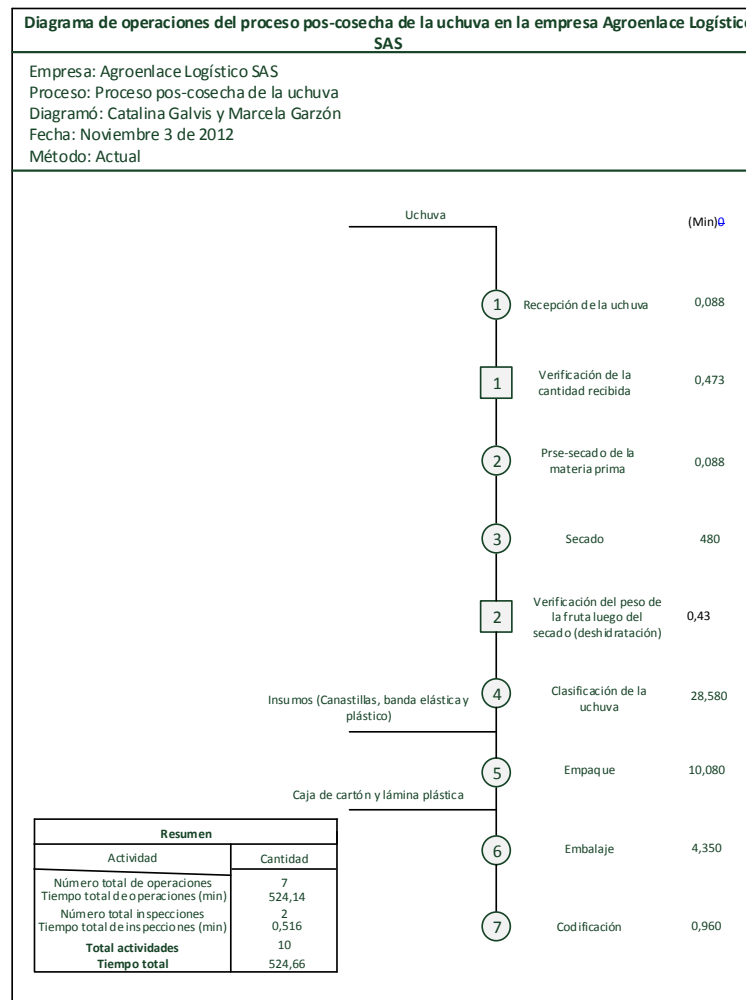 Diagrama de operaciones del proceso pos-cosecha de la uchuva en la empresa Agroenlace Logístico
SAS
Empresa: Agroenlace Logístico SAS
Proceso: Proceso pos-cosecha de la uchuva
Diagramó: Catalina Galvis y Marcela Garzón
Fecha: Noviembre 3 de 2012
Método: Actual
Uchuva
(Min)0
1
Recepción de la uchuva
0,088
1
Verificación de la
cantidad recibida
0,473
2
Prse-secado de la
materia prima
0,088
3
Secado
480
2
Verificación del peso de
la fruta luego del
secado (deshidratación)
0,43
4
Clasificación de la
uchuva
28,580
Insumos (Canastillas, banda elástica y
plástico)
5
Empaque
10,080
Caja de cartón y lámina plástica
6
Embalaje
4,350
7
Codificación
0,960
Resumen
Actividad
Cantidad
Número total de operaciones
7
Tiempo total de operaciones (min)
524,14
Número total inspecciones
2
Tiempo total de inspecciones (min)
0,516
Total actividades
10
Tiempo total
524,66